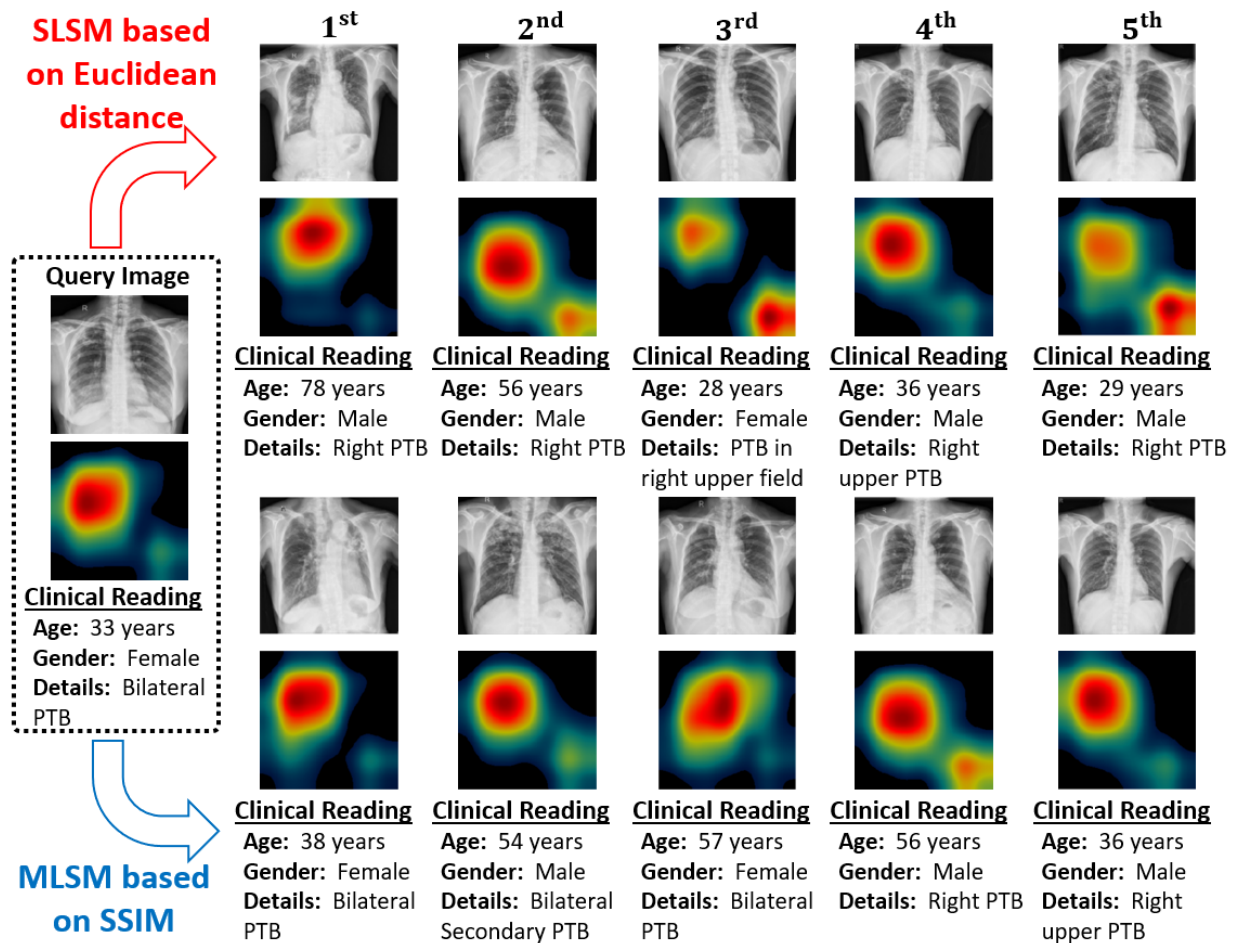 SLSM based
on Euclidean
distance
1st
2nd
3rd
4th
5th
Query Image
Clinical Reading
Age: 33 years
Gender: Female
Details: Bilateral
PTB
Clinical Reading
Age: 78 years
Gender: Male
Details: Right PTB
Clinical Reading
Age: 56 years
Gender: Male
Details: Right PTB
Clinical Reading
Age: 28 years
Gender: Female
Details: PTB in
right upper field
Clinical Reading
Age: 36 years
Gender: Male
Details: Right
upper PTB
Clinical Reading
Age: 29 years
Gender: Male
Details: Right PTB
MLSM based
on SSIM
Clinical Reading
Age: 38 years
Gender: Female
Details: Bilateral
PTB
Clinical Reading
Age: 54 years
Gender: Male
Details: Bilateral
Secondary PTB
Clinical Reading
Age: 57 years
Gender: Female
Details: Bilateral
PTB
Clinical Reading
Age: 56 years
Gender: Male
Details: Right PTB
Clinical Reading
Age: 36 years
Gender: Male
Details: Right
upper PTB